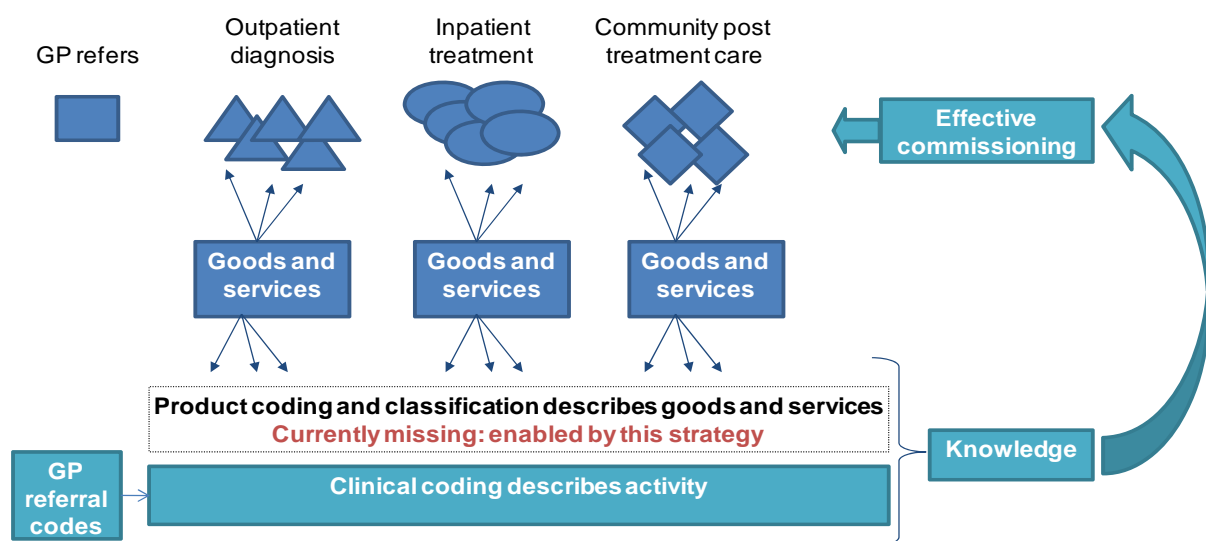 GP refers
Outpatient
diagnosis
Inpatient
treatment
Community post
treatment care
Effective
commissioning
Goods and
services
Goods and
services
Goods and
services
Product coding and classification describes goods and services
Currently missing: enabled by this strategy
Knowledge
GP
referral
codes
Clinical coding describes activity